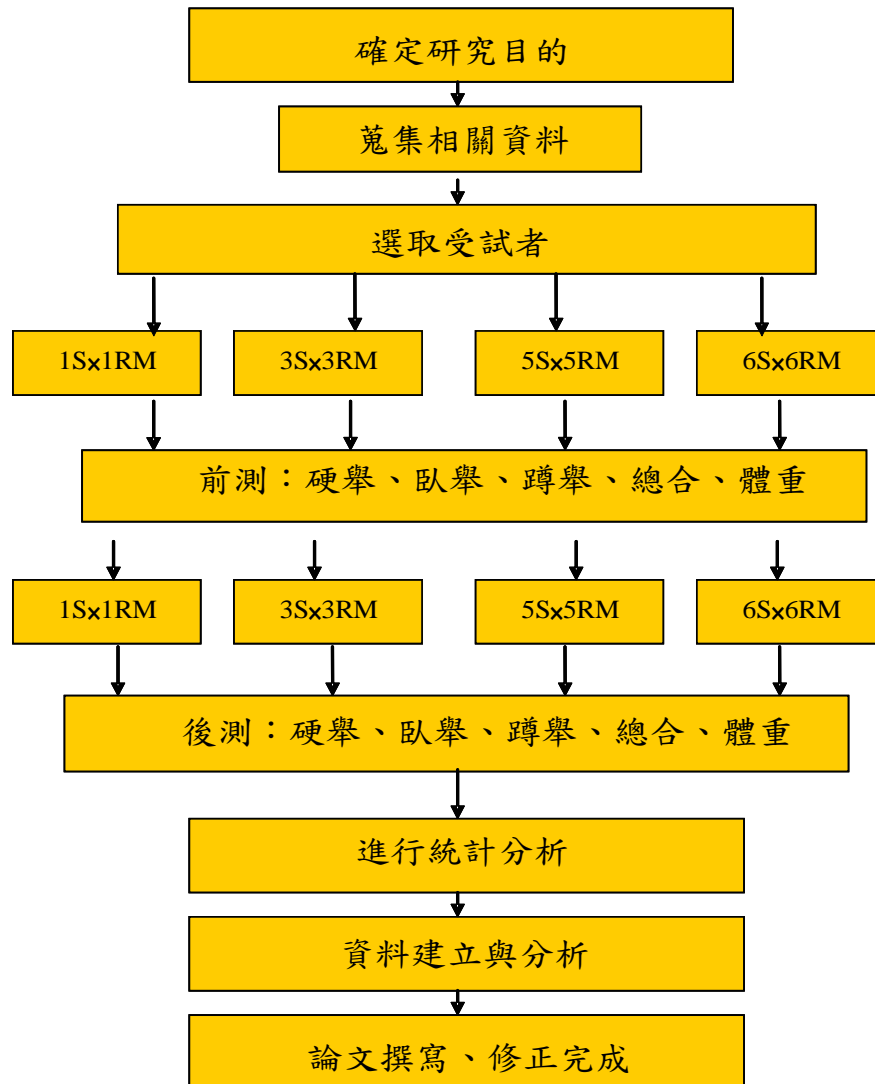 確定研究目的
蒐集相關資料
選取受試者
1S×1RM
3S×3RM
5S×5RM
6S×6RM
前測：硬舉、臥舉、蹲舉、總合、體重
1S×1RM
3S×3RM
5S×5RM
6S×6RM
後測：硬舉、臥舉、蹲舉、總合、體重
進行統計分析
資料建立與分析
論文撰寫、修正完成